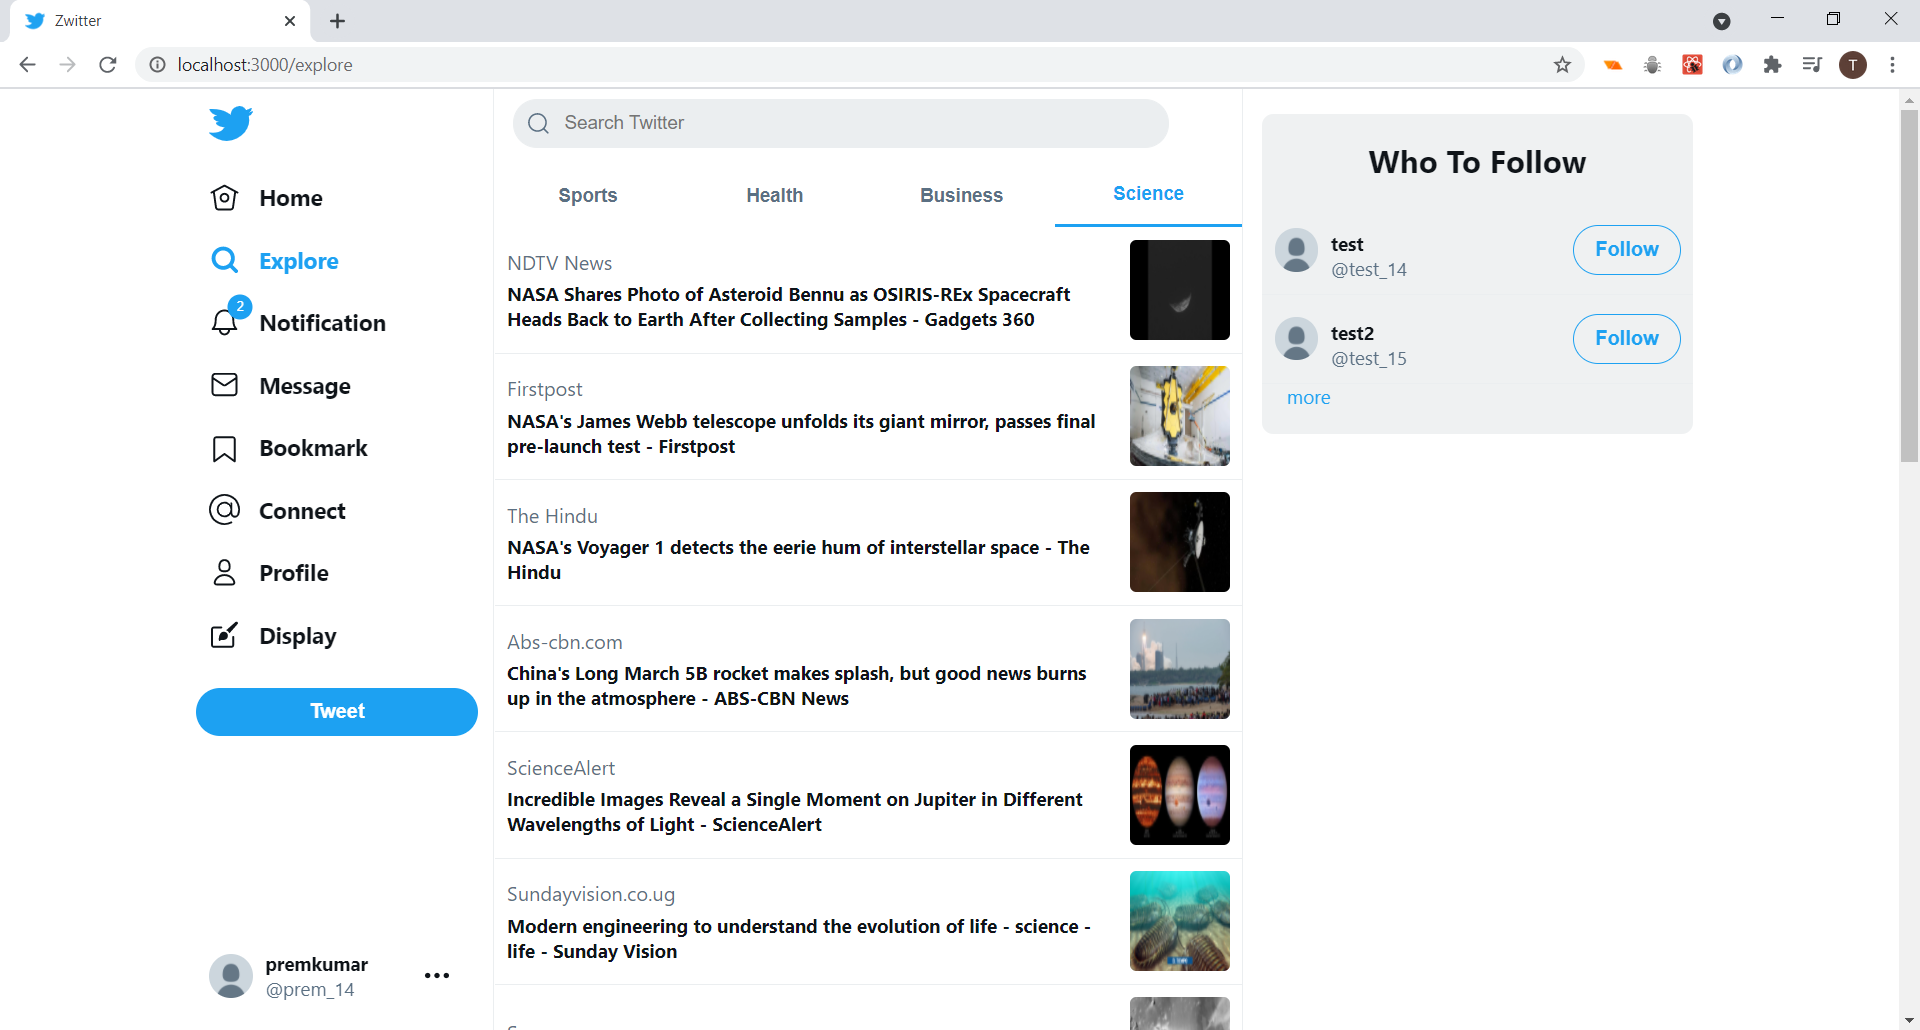 Zwitter
localhost:3000/explore
T
Search Twitter
Home
Explore
2
Notification
Message
Bookmark
Connect
Profile
Display
Tweet
premkumar
@prem_14
Sports
Health
Business
Science
NDTV News
NASA Shares Photo of Asteroid Bennu as OSIRIS-REx Spacecraft
Heads Back to Earth After Collecting Samples - Gadgets 360
Firstpost
NASA's James Webb telescope unfolds its giant mirror, passes final
pre-launch test - Firstpost
The Hindu
NASA's Voyager 1 detects the eerie hum of interstellar space - The
Hindu
Abs-cbn.com
China's Long March 5B rocket makes splash, but good news burns
up in the atmosphere - ABS-CBN News
ScienceAlert
Incredible Images Reveal a Single Moment on Jupiter in Different
Wavelengths of Light - ScienceAlert
Sundayvision.co.ug
Modern engineering to understand the evolution of life - science -
life - Sunday Vision
Who To Follow
test
@test_14
Follow
test2
@test_15
Follow
more